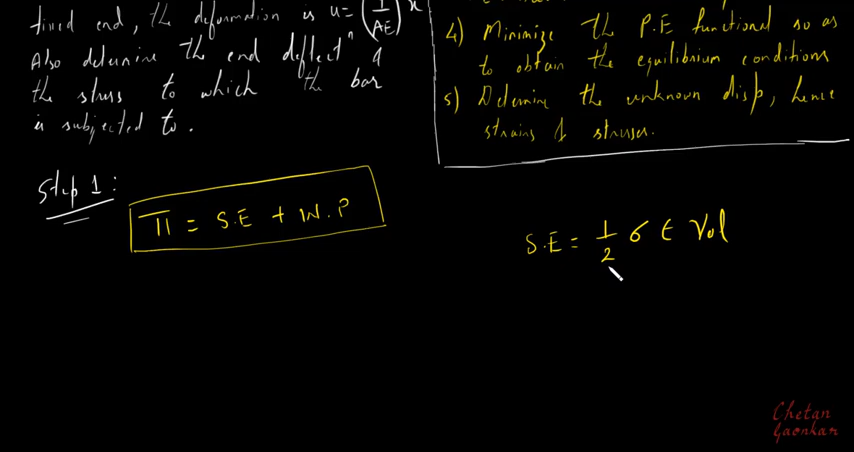 fixed end, the deformation is u = (1/AE) x
Also determine the end deflectⁿ &
the stress to which the bar
is subjected to.
4) Minimize the P.E functional so as
to obtain the equilibrium conditions
5) Determine the unknown disp, hence
strains & stresses.
Step 1:
Π = S.E + W.P
S.E = 1/2 σ ε Vol
Chetan
Gaonkar